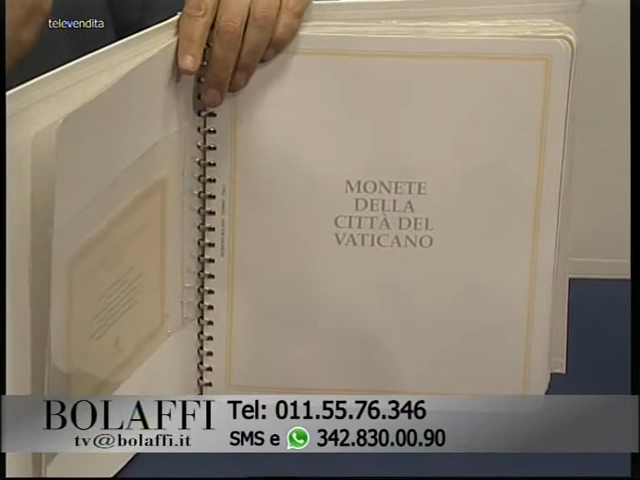 televendita
MONETE
DELLA
CITTÀ DEL
VATICANO
BOLAFFI
tv@bolaffi.it
Tel: 011.55.76.346
SMS e 342.830.00.90